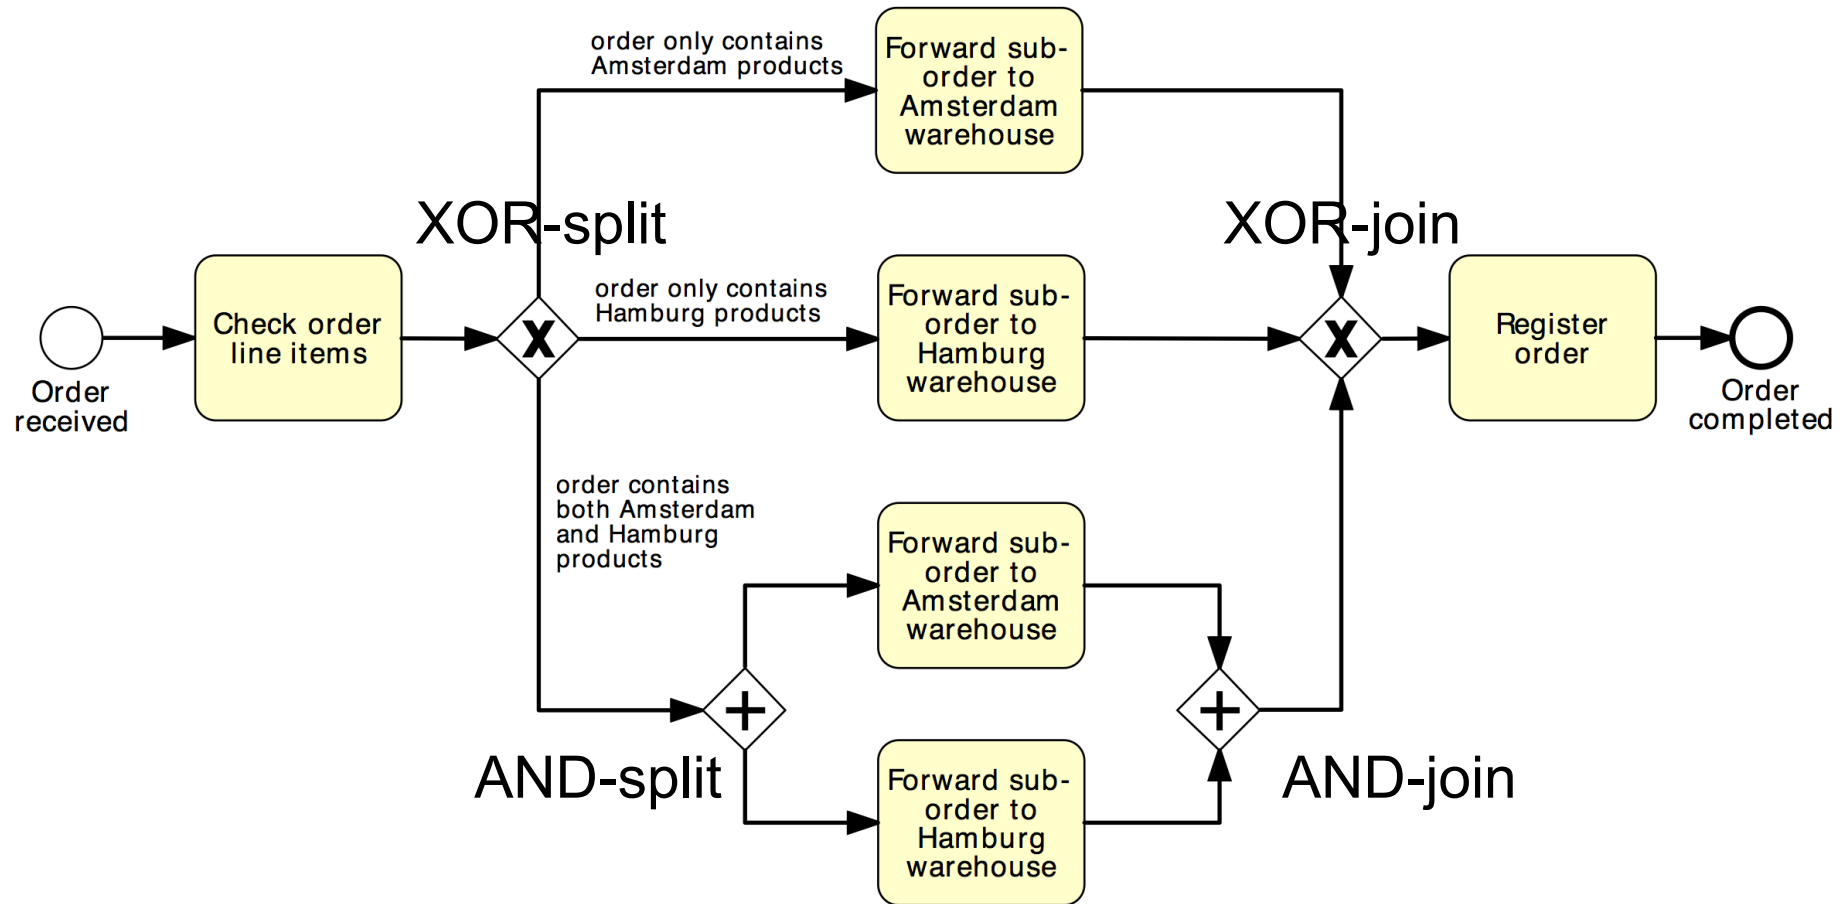 order only contains
Amsterdam products
Forward sub-
order to
Amsterdam
warehouse
XOR-split
XOR-join
Order
received
Check order
line items
X
order only contains
Hamburg products
Forward sub-
order to
Hamburg
warehouse
X
Register
order
Order
completed
order contains
both Amsterdam
and Hamburg
products
Forward sub-
order to
Amsterdam
warehouse
+
+
AND-split
AND-join
Forward sub-
order to
Hamburg
warehouse